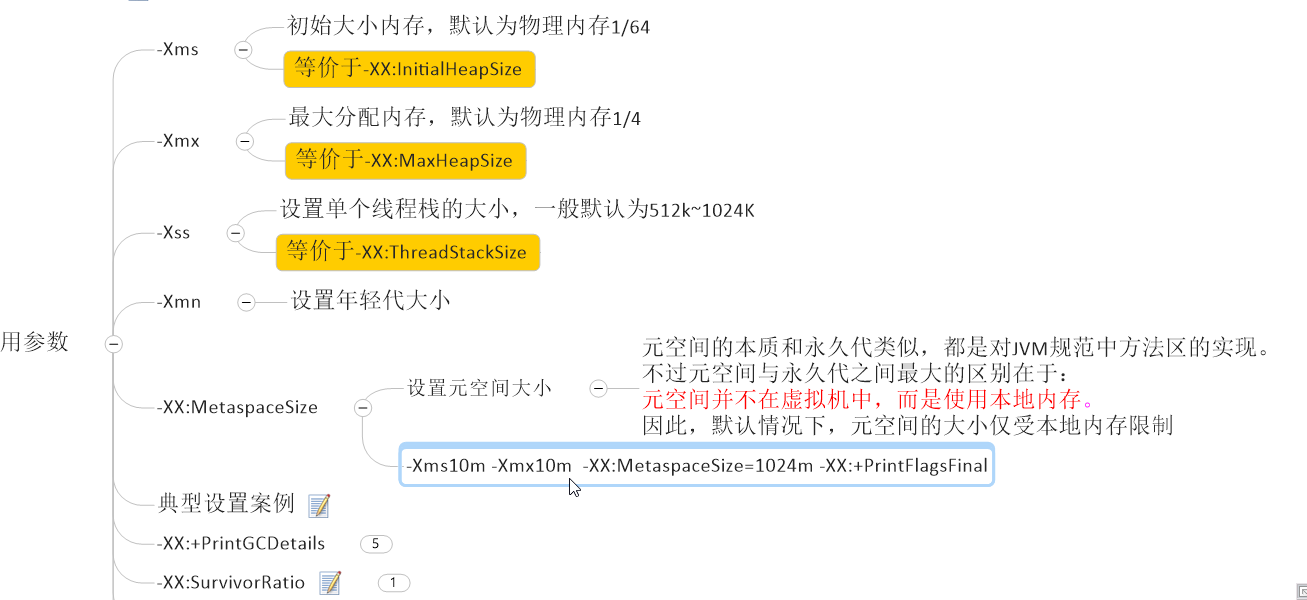 -Xms
初始大小内存，默认为物理内存1/64
等价于-XX:InitialHeapSize
-Xmx
最大分配内存，默认为物理内存1/4
等价于-XX:MaxHeapSize
-Xss
设置单个线程栈的大小，一般默认为512k~1024K
等价于-XX:ThreadStackSize
-Xmn
设置年轻代大小
用参数
-XX:MetaspaceSize
设置元空间大小
元空间的本质和永久代类似，都是对JVM规范中方法区的实现。
不过元空间与永久代之间最大的区别在于：
元空间并不在虚拟机中，而是使用本地内存。
因此，默认情况下，元空间的大小仅受本地内存限制
-Xms10m -Xmx10m  -XX:MetaspaceSize=1024m -XX:+PrintFlagsFinal
典型设置案例
-XX:+PrintGCDetails
5
-XX:SurvivorRatio
1